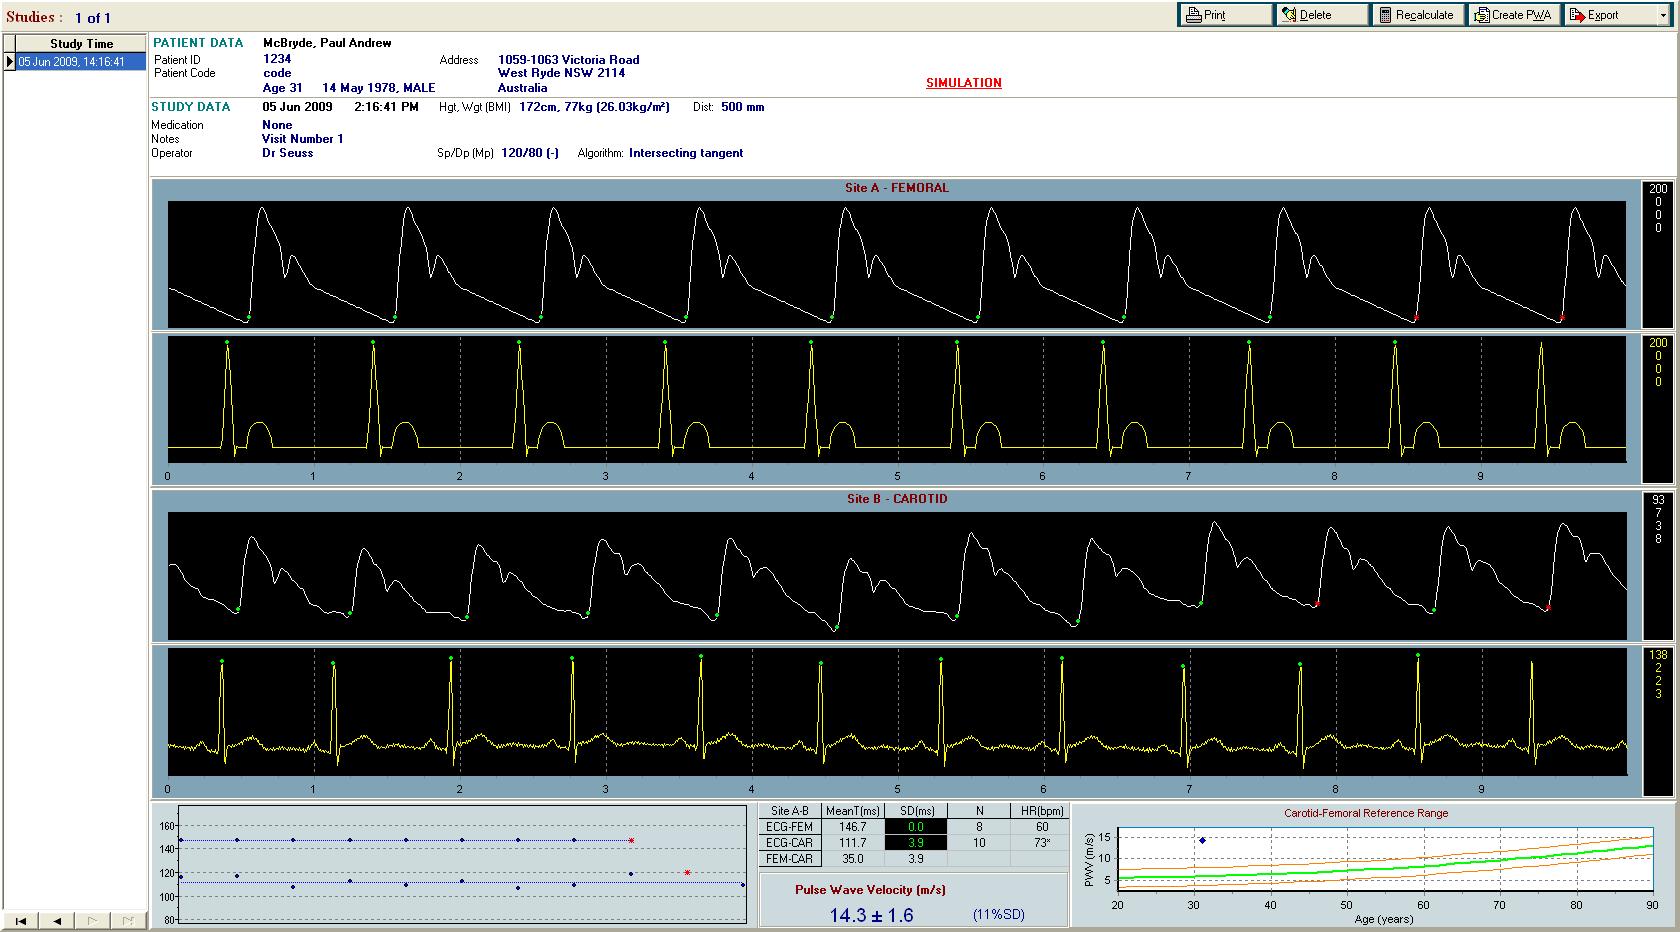 Studies : 1 of 1
Print Delete Recalculate Create PWA Export
Study Time
05 Jun 2009, 14:16:41
PATIENT DATA McBryde, Paul Andrew
Patient ID 1234 Address 1059-1063 Victoria Road
Patient Code code West Ryde NSW 2114
Age 31 14 May 1978, MALE Australia
SIMULATION
STUDY DATA 05 Jun 2009 2:16:41 PM Hgt, Wgt (BMI) 172cm, 77kg (26.03kg/m²) Dist: 500 mm
Medication None
Notes Visit Number 1
Operator Dr Seuss Sp/Dp (Mp) 120/80 (-) Algorithm: Intersecting tangent
Site A - FEMORAL
200
0
0
0
200
0
0
0
0 1 2 3 4 5 6 7 8 9
Site B - CAROTID
93
7
3
8
138
2
2
3
0 1 2 3 4 5 6 7 8 9
160
140
120
100
80
Site A-B MeanT(ms) SD(ms) N HR(bpm)
ECG-FEM 146.7 0.0 8 60
ECG-CAR 111.7 3.9 10 73*
FEM-CAR 35.0 3.9
Pulse Wave Velocity (m/s)
14.3 ± 1.6 (11%SD)
Carotid-Femoral Reference Range
PWV (m/s)
15
10
5
20 30 40 50 60 70 80 90
Age (years)